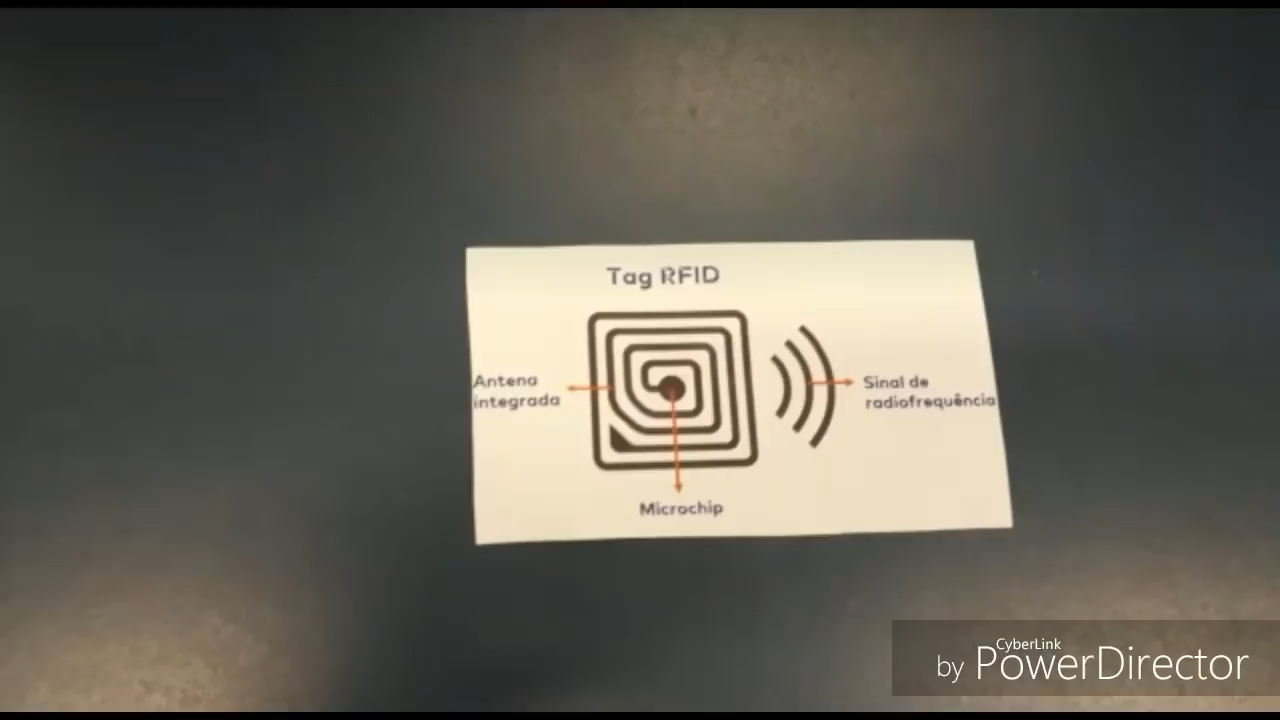 Tag RFID
Antena
integrada
Sinal de
radiofrequência
Microchip
CyberLink
by PowerDirector